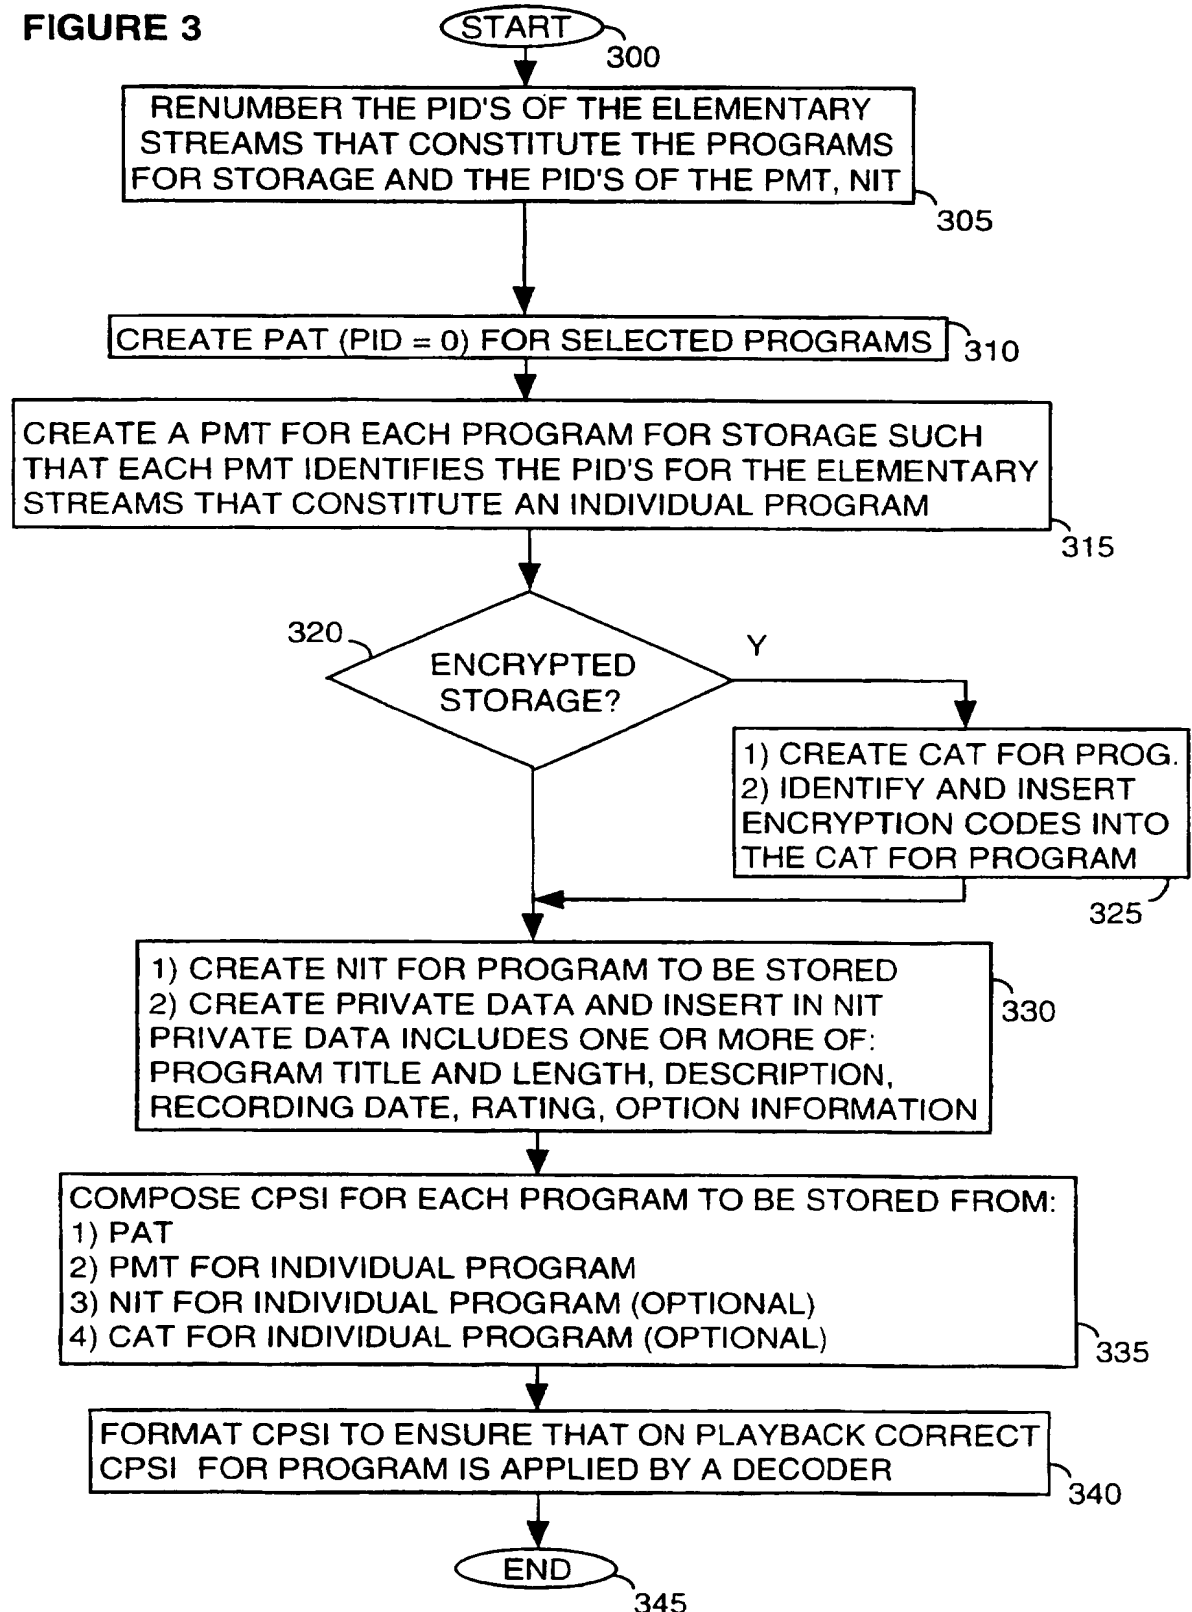 FIGURE 3
START
300
RENUMBER THE PID'S OF THE ELEMENTARY
STREAMS THAT CONSTITUTE THE PROGRAMS
FOR STORAGE AND THE PID'S OF THE PMT, NIT
305
CREATE PAT (PID = 0) FOR SELECTED PROGRAMS
310
CREATE A PMT FOR EACH PROGRAM FOR STORAGE SUCH
THAT EACH PMT IDENTIFIES THE PID'S FOR THE ELEMENTARY
STREAMS THAT CONSTITUTE AN INDIVIDUAL PROGRAM
315
320
ENCRYPTED
STORAGE?
Y
1) CREATE CAT FOR PROG.
2) IDENTIFY AND INSERT
ENCRYPTION CODES INTO
THE CAT FOR PROGRAM
325
1) CREATE NIT FOR PROGRAM TO BE STORED
2) CREATE PRIVATE DATA AND INSERT IN NIT
PRIVATE DATA INCLUDES ONE OR MORE OF:
PROGRAM TITLE AND LENGTH, DESCRIPTION,
RECORDING DATE, RATING, OPTION INFORMATION
330
COMPOSE CPSI FOR EACH PROGRAM TO BE STORED FROM:
1) PAT
2) PMT FOR INDIVIDUAL PROGRAM
3) NIT FOR INDIVIDUAL PROGRAM (OPTIONAL)
4) CAT FOR INDIVIDUAL PROGRAM (OPTIONAL)
335
FORMAT CPSI TO ENSURE THAT ON PLAYBACK CORRECT
CPSI FOR PROGRAM IS APPLIED BY A DECODER
340
END
345